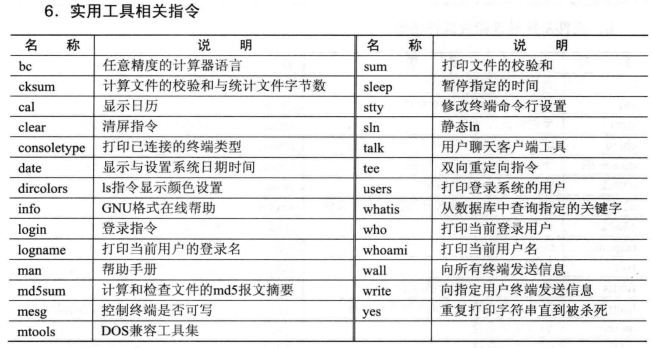 6. 实用工具相关指令
名 称 说 明 名 称 说 明
bc 任意精度的计算器语言 sum 打印文件的校验和
cksum 计算文件的校验和与统计文件字节数 sleep 暂停指定的时间
cal 显示日历 stty 修改终端命令行设置
clear 清屏指令 sln 静态ln
consoletype 打印已连接的终端类型 talk 用户聊天客户端工具
date 显示与设置系统日期时间 tee 双向重定向指令
dircolors ls指令显示颜色设置 users 打印登录系统的用户
info GNU格式在线帮助 whatis 从数据库中查询指定的关键字
login 登录指令 who 打印当前登录用户
logname 打印当前用户的登录名 whoami 打印当前用户名
man 帮助手册 wall 向所有终端发送信息
md5sum 计算和检查文件的md5报文摘要 write 向指定用户终端发送信息
mesg 控制终端是否可写 yes 重复打印字符串直到被杀死
mtools DOS兼容工具集